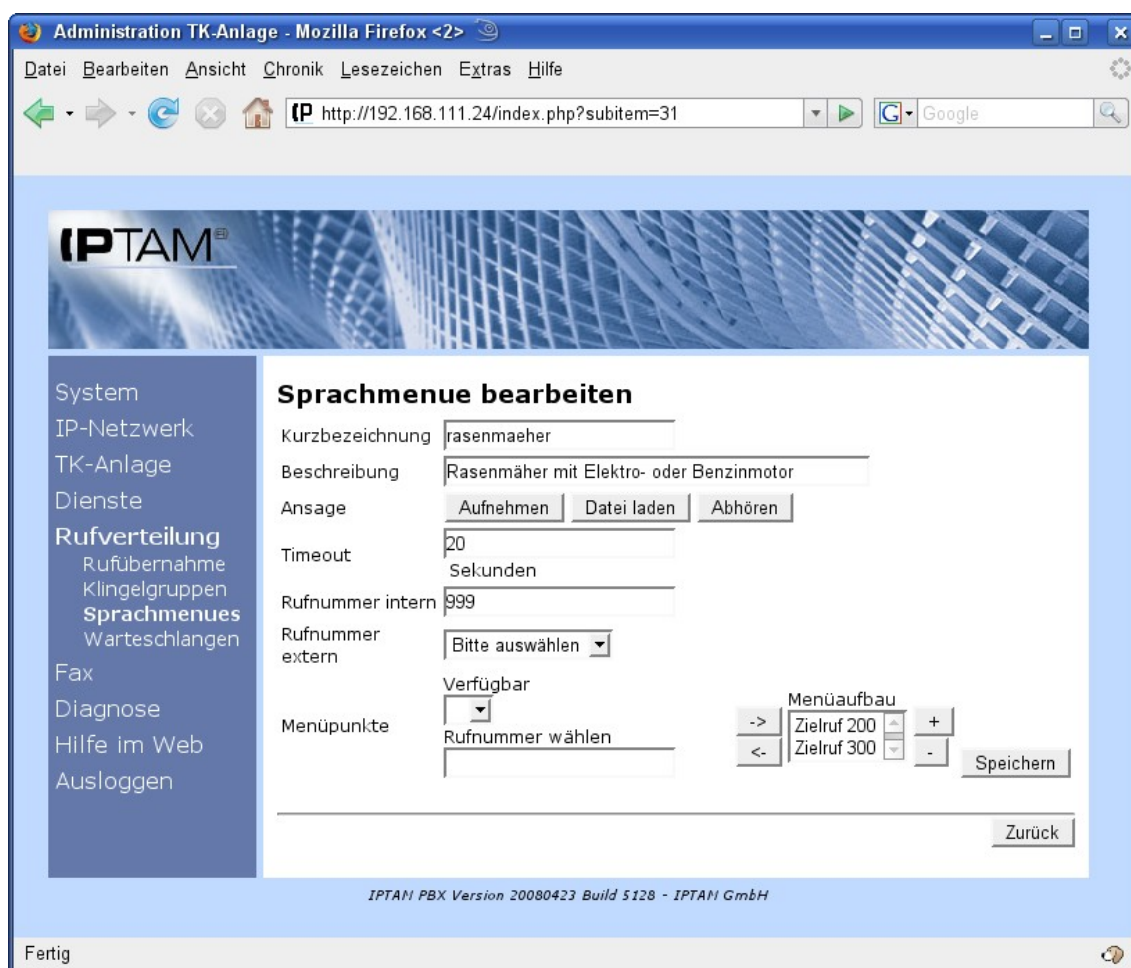 Administration TK-Anlage - Mozilla Firefox <2>
Datei Bearbeiten Ansicht Chronik Lesezeichen Extras Hilfe
http://192.168.111.24/index.php?subitem=31
G Google
IPTAM®
System
IP-Netzwerk
TK-Anlage
Dienste
Rufverteilung
Rufübernahme
Klingelgruppen
Sprachmenues
Warteschlangen
Fax
Diagnose
Hilfe im Web
Ausloggen
Sprachmenue bearbeiten
Kurzbezeichnung rasenmaeher
Beschreibung Rasenmäher mit Elektro- oder Benzinmotor
Ansage Aufnehmen Datei laden Abhören
Timeout 20
Sekunden
Rufnummer intern 999
Rufnummer extern Bitte auswählen
Menüpunkte
Verfügbar
Rufnummer wählen
Menüaufbau
-> Zielruf 200 +
<- Zielruf 300 -
Speichern
Zurück
IPTAM PBX Version 20080423 Build 5128 - IPTAM GmbH
Fertig